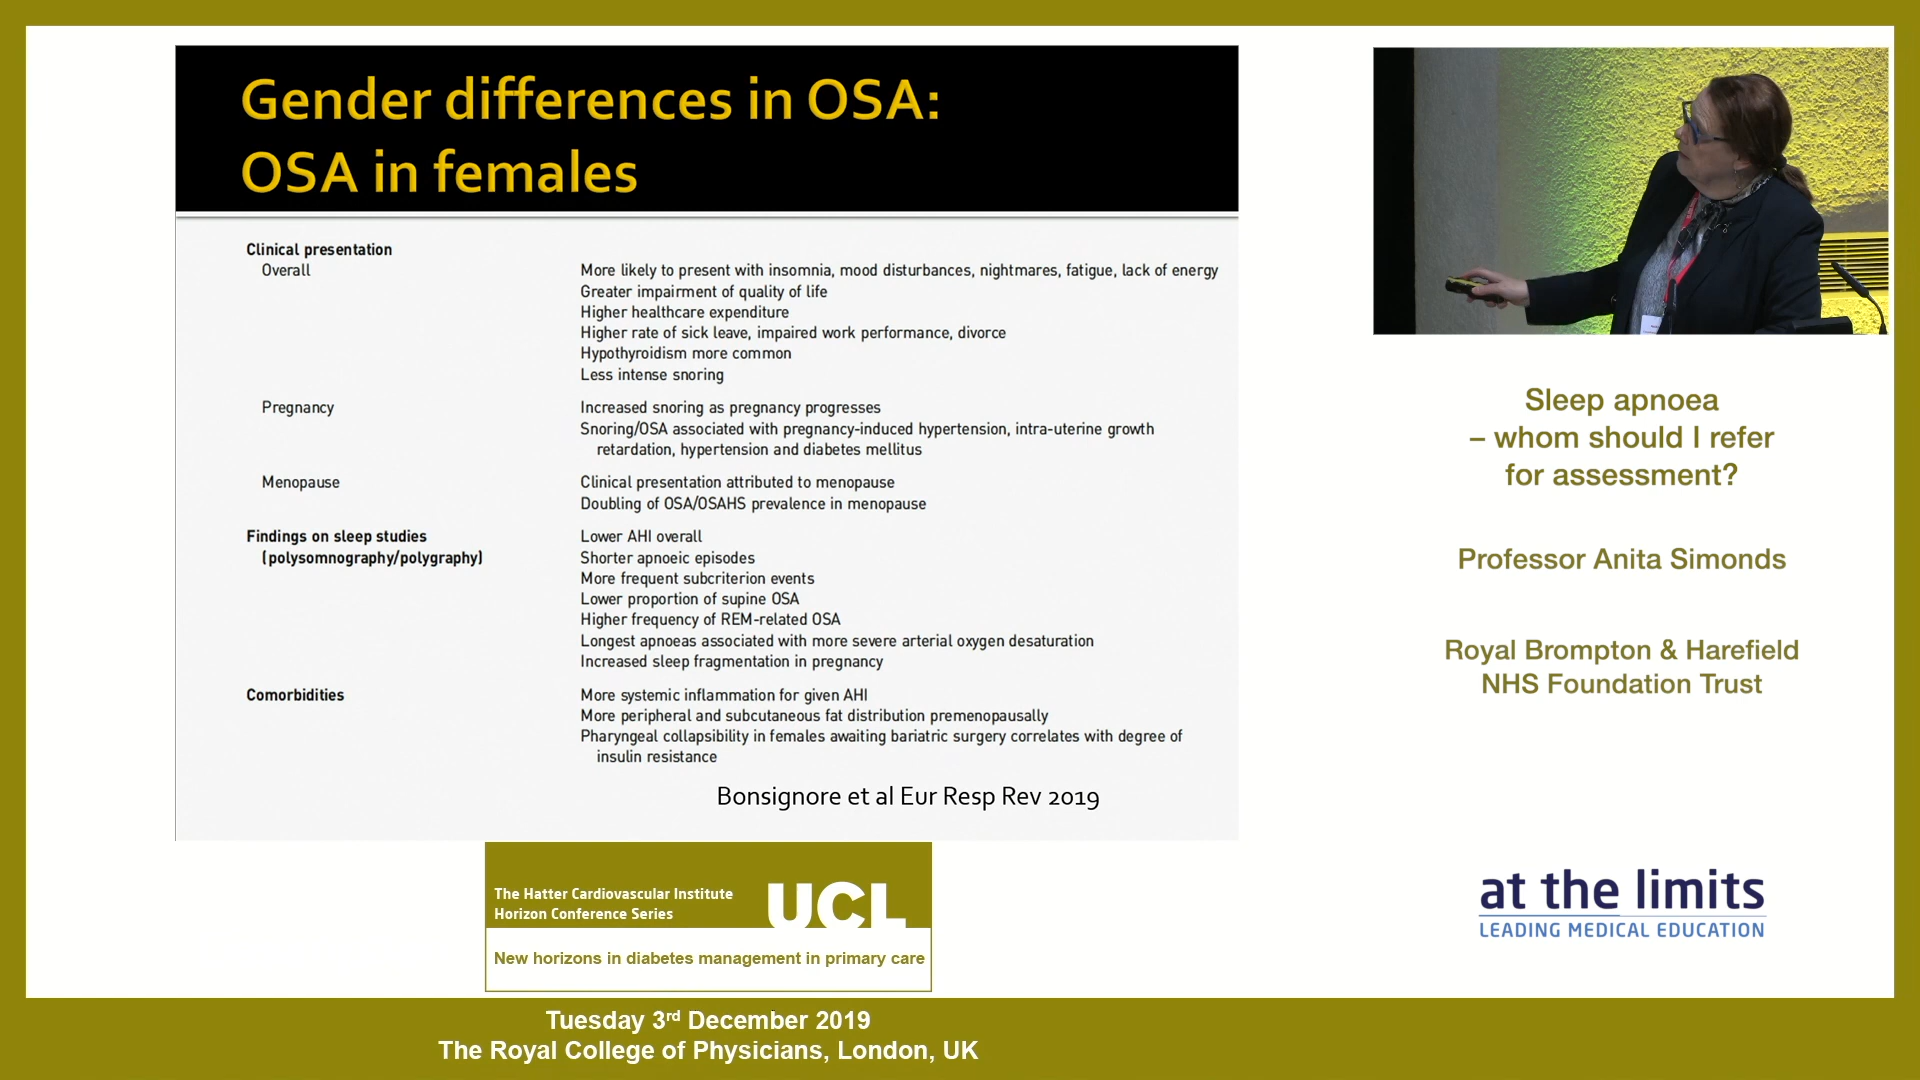 Gender differences in OSA:
OSA in females
Clinical presentation
Overall
More likely to present with insomnia, mood disturbances, nightmares, fatigue, lack of energy
Greater impairment of quality of life
Higher healthcare expenditure
Higher rate of sick leave, impaired work performance, divorce
Hypothyroidism more common
Less intense snoring
Pregnancy
Increased snoring as pregnancy progresses
Snoring/OSA associated with pregnancy-induced hypertension, intra-uterine growth
retardation, hypertension and diabetes mellitus
Menopause
Clinical presentation attributed to menopause
Doubling of OSA/OSAHS prevalence in menopause
Findings on sleep studies
(polysomnography/polygraphy)
Lower AHI overall
Shorter apnoeic episodes
More frequent subcriterion events
Lower proportion of supine OSA
Higher frequency of REM-related OSA
Longest apnoeas associated with more severe arterial oxygen desaturation
Increased sleep fragmentation in pregnancy
Comorbidities
More systemic inflammation for given AHI
More peripheral and subcutaneous fat distribution premenopausally
Pharyngeal collapsibility in females awaiting bariatric surgery correlates with degree of
insulin resistance
Bonsignore et al Eur Resp Rev 2019
Sleep apnoea
– whom should I refer
for assessment?
Professor Anita Simonds
Royal Brompton & Harefield
NHS Foundation Trust
at the limits
LEADING MEDICAL EDUCATION
The Hatter Cardiovascular Institute
Horizon Conference Series
UCL
New horizons in diabetes management in primary care
Tuesday 3rd December 2019
The Royal College of Physicians, London, UK